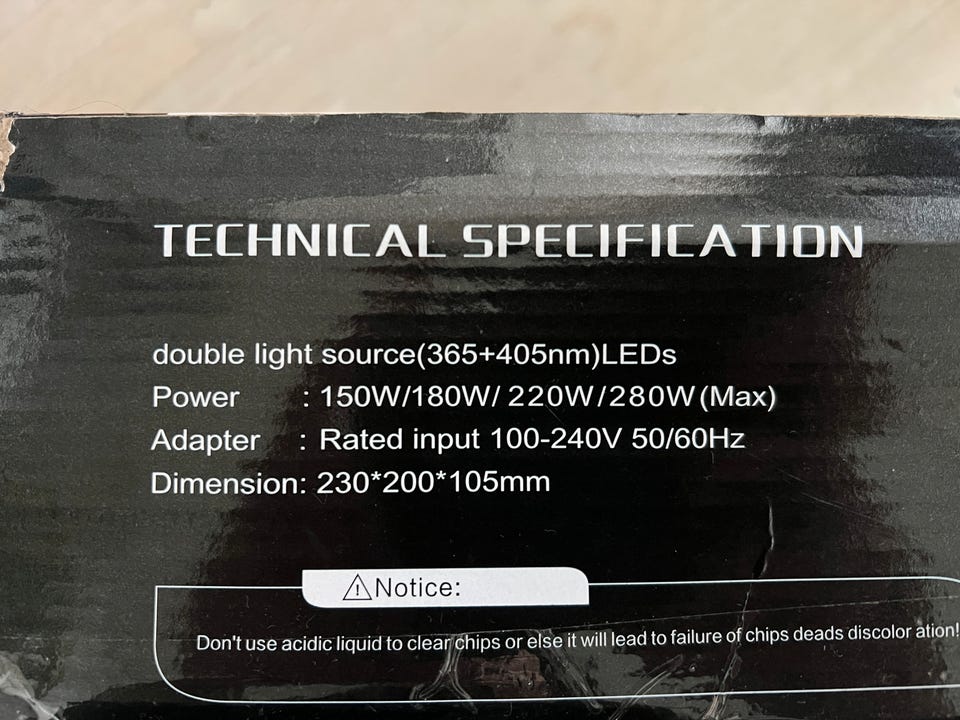 TECHNICAL SPECIFICATION
double light source(365+405nm)LEDs
Power : 150W/180W/ 220W/280W(Max)
Adapter : Rated input 100-240V 50/60Hz
Dimension: 230*200*105mm
Notice:
Don't use acidic liquid to clear chips or else it will lead to failure of chips deads discolor ation!